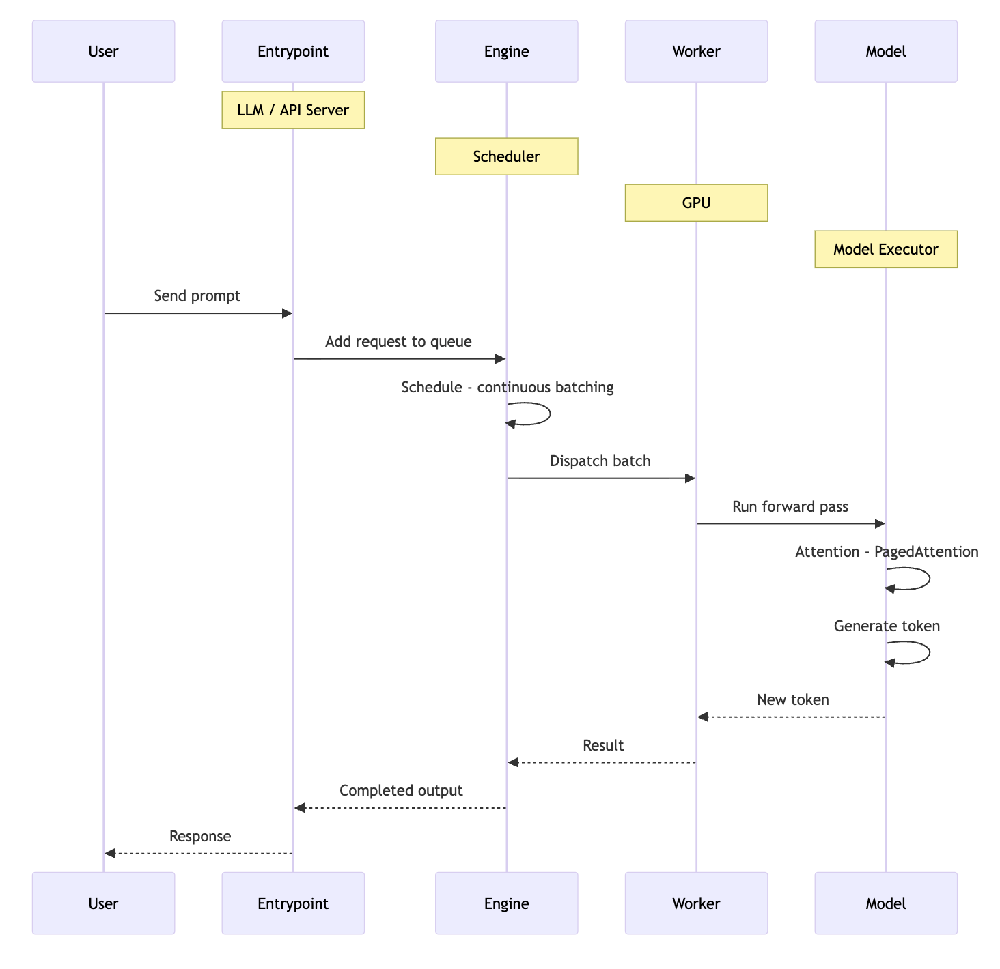 User
Entrypoint
Engine
Worker
Model
LLM / API Server
Scheduler
GPU
Model Executor
Send prompt
Add request to queue
Schedule - continuous batching
Dispatch batch
Run forward pass
Attention - PagedAttention
Generate token
New token
Result
Completed output
Response
User
Entrypoint
Engine
Worker
Model